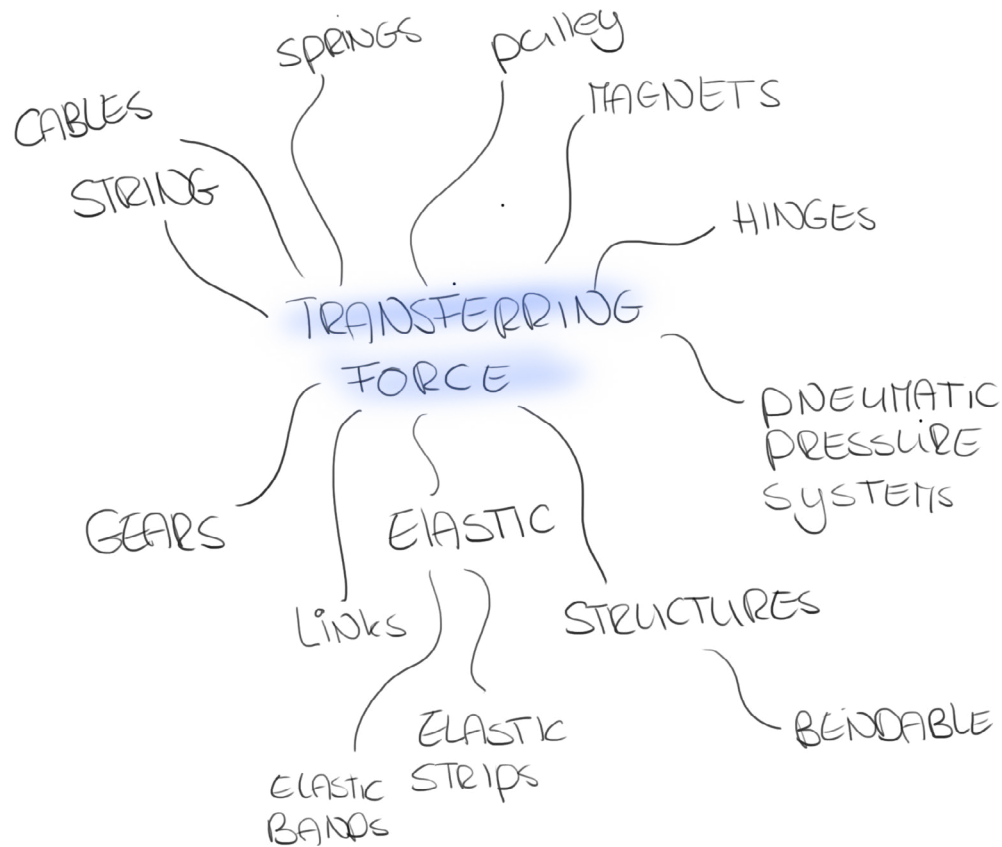 SPRINGS
pulley
MAGNETS
CABLES
STRING
HINGES
TRANSFERRING
FORCE
PNEUMATIC
PRESSURE
SYSTEMS
GEARS
ELASTIC
LINKS
STRUCTURES
ELASTIC
STRIPS
BENDABLE
ELASTIC
BANDS